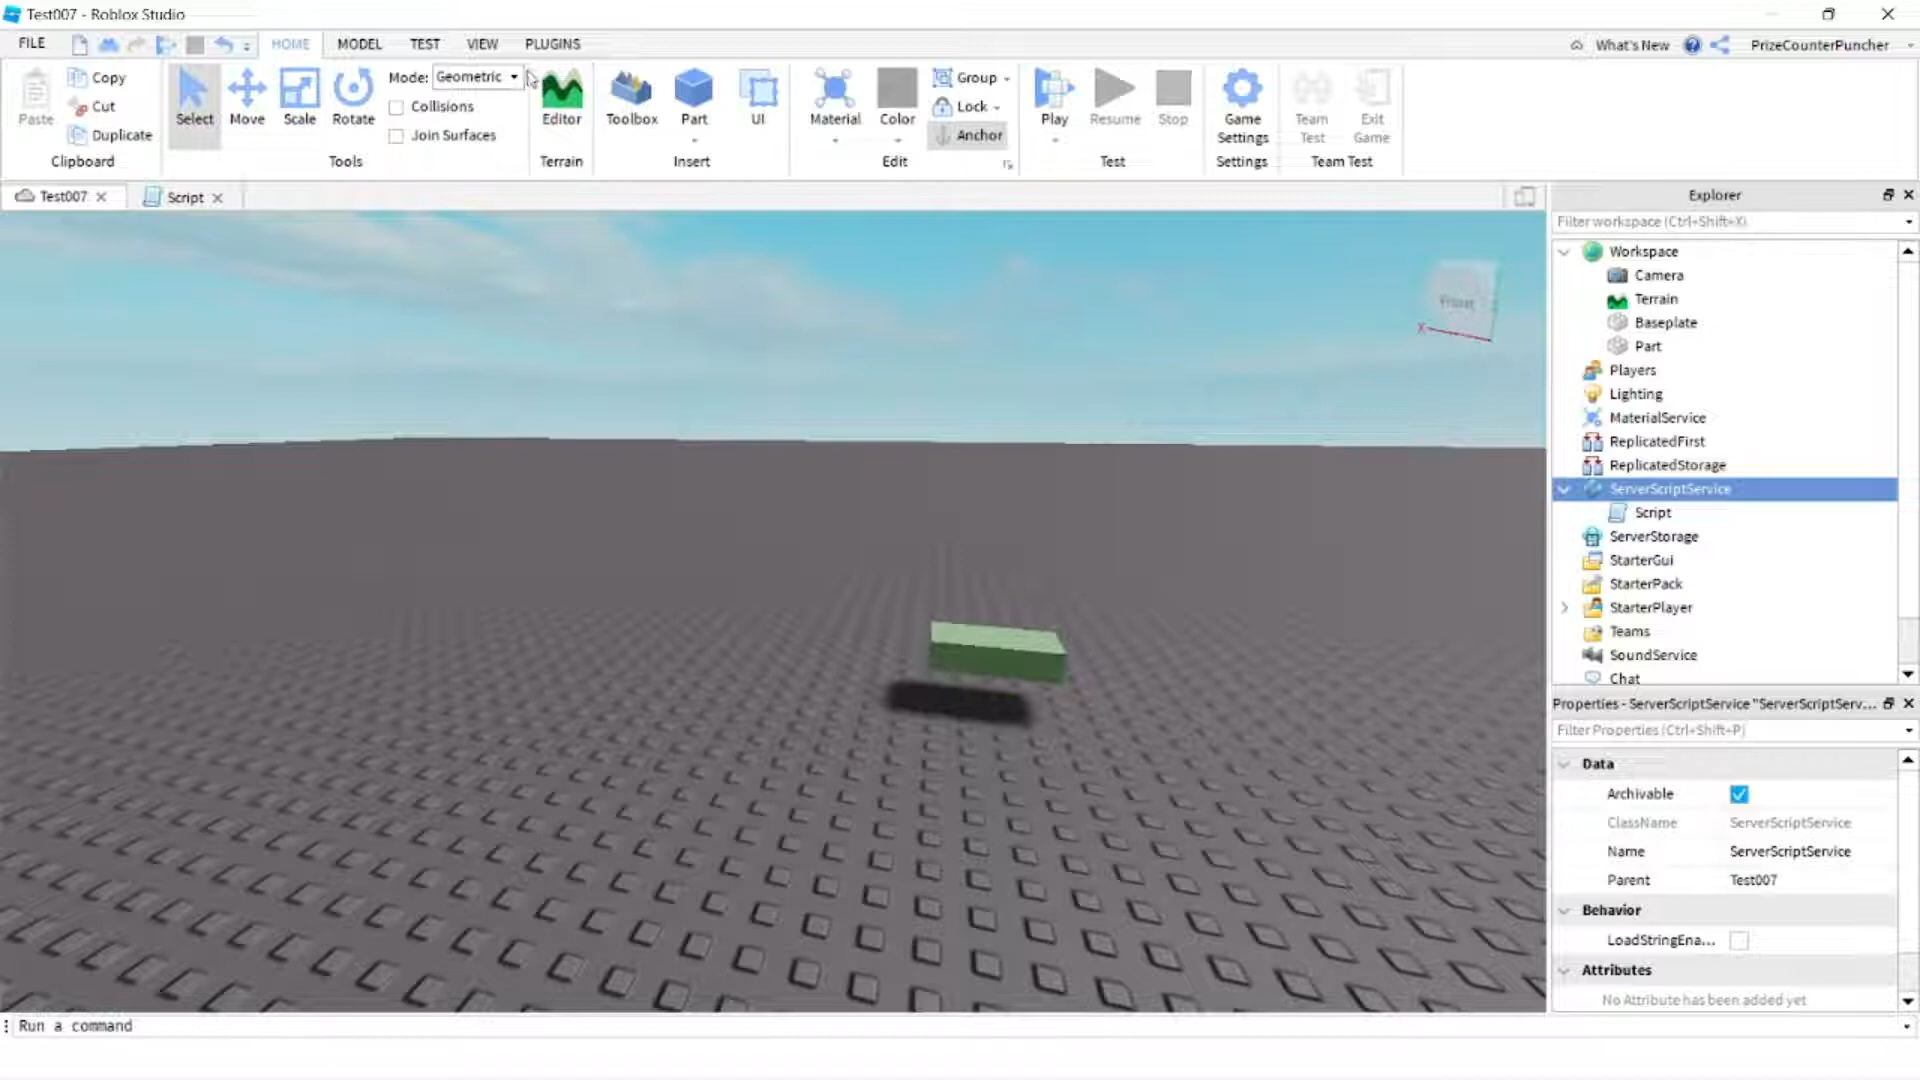 Test007 - Roblox Studio
FILE
HOME
MODEL
TEST
VIEW
PLUGINS
What's New
PrizeCounterPuncher
Paste
Copy
Cut
Duplicate
Clipboard
Select
Move
Scale
Rotate
Mode: Geometric
Collisions
Join Surfaces
Tools
Editor
Terrain
Toolbox
Part
UI
Insert
Material
Color
Group
Lock
Anchor
Edit
Play
Resume
Stop
Test
Game
Settings
Settings
Team
Test
Exit
Game
Team Test
Test007
Script
Front
X
Explorer
Filter workspace (Ctrl+Shift+X)
Workspace
Camera
Terrain
Baseplate
Part
Players
Lighting
MaterialService
ReplicatedFirst
ReplicatedStorage
ServerScriptService
Script
ServerStorage
StarterGui
StarterPack
StarterPlayer
Teams
SoundService
Chat
Properties - ServerScriptService "ServerScriptServ...
Filter Properties (Ctrl+Shift+P)
Data
Archivable
ClassName ServerScriptService
Name ServerScriptService
Parent Test007
Behavior
LoadStringEna...
Attributes
No Attribute has been added yet
Run a command